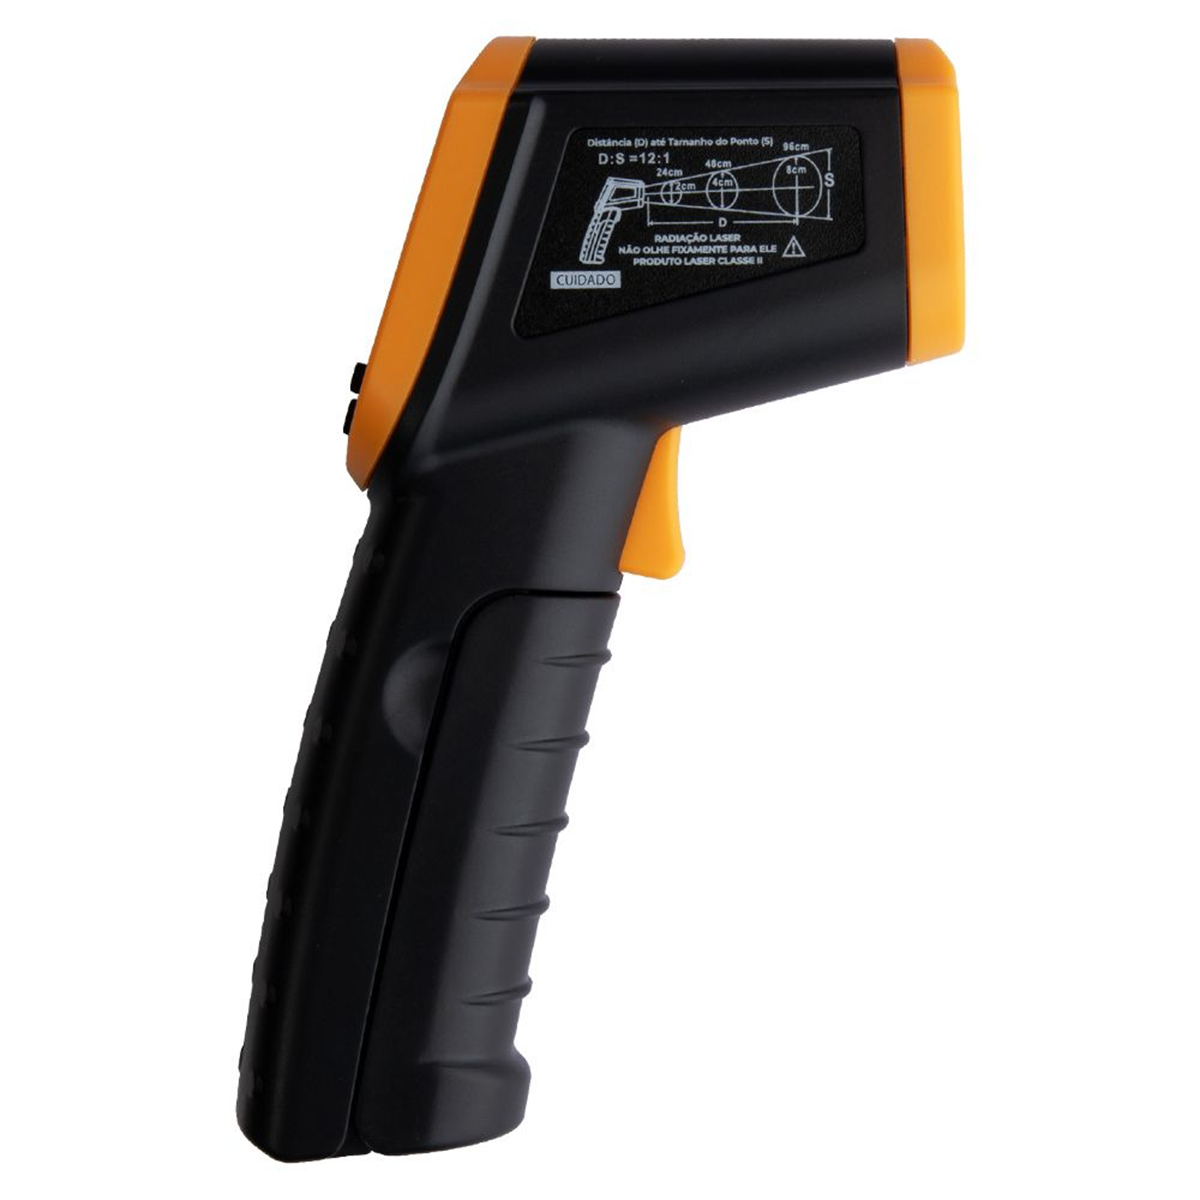 Distância (D) até Tamanho do Ponto (S)
D:S =12:1
24cm 48cm 96cm
2cm 4cm 8cm
S
D
RADIAÇÃO LASER
NÃO OLHE FIXAMENTE PARA ELE
PRODUTO LASER CLASSE II
CUIDADO